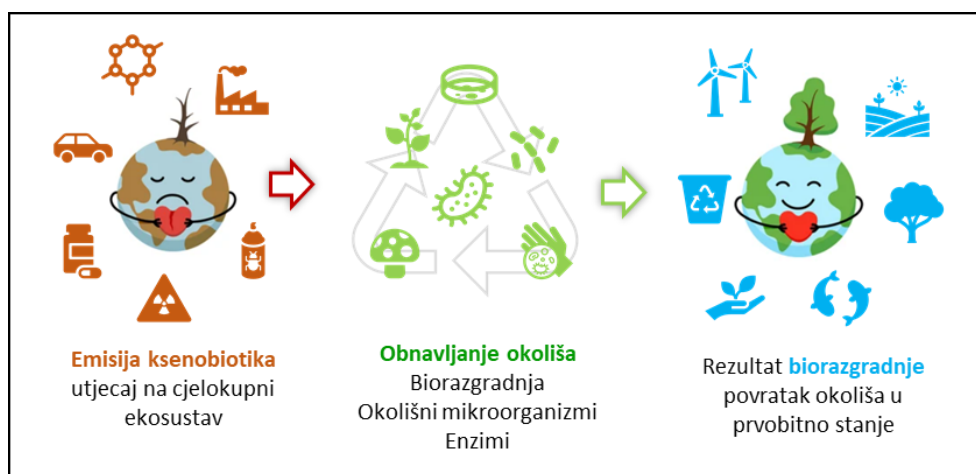 Emisija ksenobiotika
utjecaj na cjelokupni
ekosustav
Obnavljanje okoliša
Biorazgradnja
Okolišni mikroorganizmi
Enzimi
Rezultat biorazgradnje
povratak okoliša u
prvobitno stanje